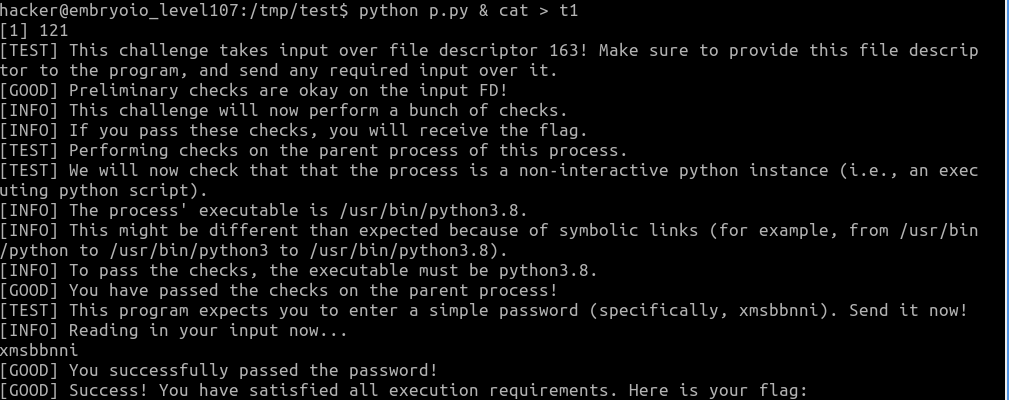 hacker@embryoio_level107:/tmp/test$ python p.py & cat > t1
[1] 121
[TEST] This challenge takes input over file descriptor 163! Make sure to provide this file descrip
tor to the program, and send any required input over it.
[GOOD] Preliminary checks are okay on the input FD!
[INFO] This challenge will now perform a bunch of checks.
[INFO] If you pass these checks, you will receive the flag.
[TEST] Performing checks on the parent process of this process.
[TEST] We will now check that that the process is a non-interactive python instance (i.e., an exec
uting python script).
[INFO] The process' executable is /usr/bin/python3.8.
[INFO] This might be different than expected because of symbolic links (for example, from /usr/bin
/python to /usr/bin/python3 to /usr/bin/python3.8).
[INFO] To pass the checks, the executable must be python3.8.
[GOOD] You have passed the checks on the parent process!
[TEST] This program expects you to enter a simple password (specifically, xmsbbnni). Send it now!
[INFO] Reading in your input now...
xmsbbnni
[GOOD] You successfully passed the password!
[GOOD] Success! You have satisfied all execution requirements. Here is your flag: